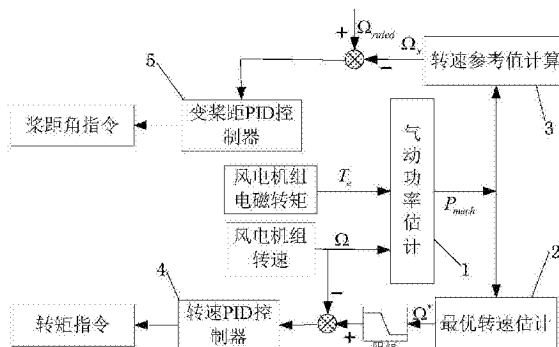 +
Ω_rated
Ω_x
−
转速参考值计算
3
5
桨距角指令
变桨距PID控
制器
风电机组
电磁转矩
T_e
气动功率估计
P_mech
风电机组
转速
Ω
1
2
4
−
转矩指令
转速PID控
制器
+
Ω*
最优转速估计